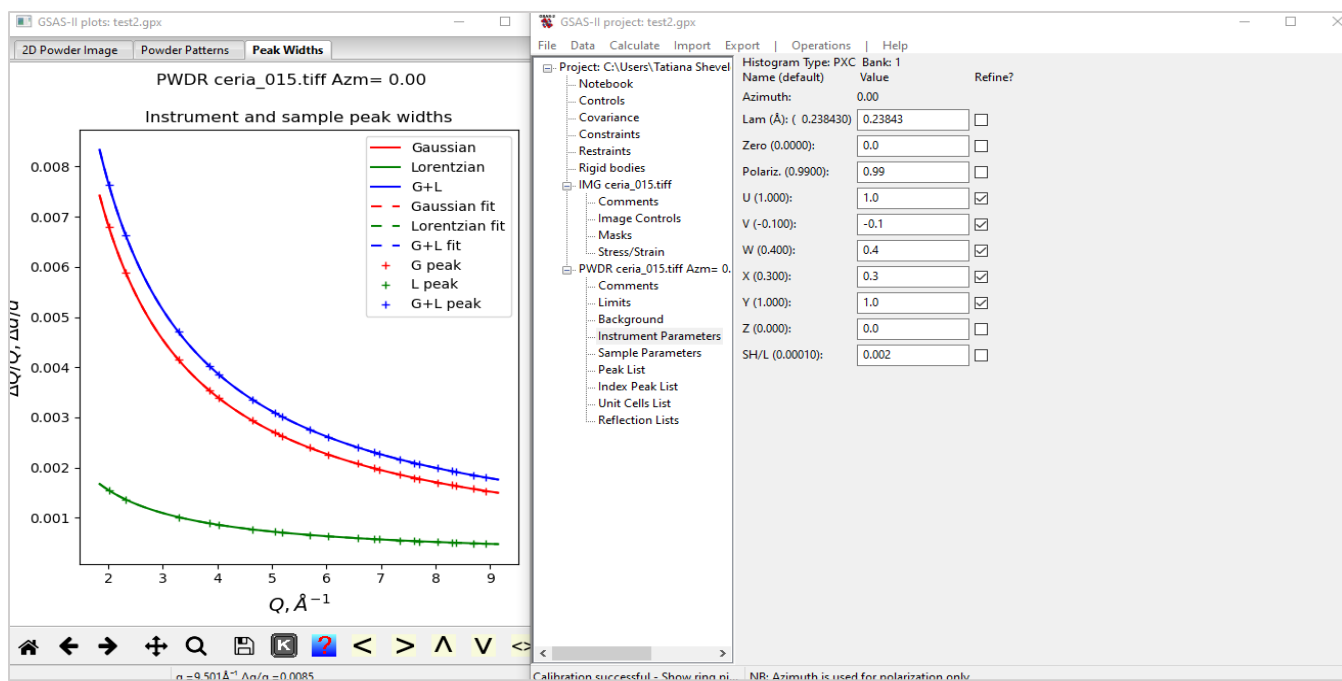 GSAS-II plots: test2.gpx
2D Powder Image Powder Patterns Peak Widths
PWDR ceria_015.tiff Azm= 0.00
Instrument and sample peak widths
Gaussian
Lorentzian
G+L
Gaussian fit
Lorentzian fit
G+L fit
G peak
L peak
G+L peak
0.008
0.007
0.006
0.005
0.004
0.003
0.002
0.001
ΔQ/Q, Δd/d
2 3 4 5 6 7 8 9
Q, Å⁻¹
K ? < > Λ V <>
q =9.501Å⁻¹ Δq/q =0.0085
GSAS-II project: test2.gpx
File Data Calculate Import Export | Operations | Help
Project: C:\Users\Tatiana Shevel
Notebook
Controls
Covariance
Constraints
Restraints
Rigid bodies
IMG ceria_015.tiff
Comments
Image Controls
Masks
Stress/Strain
PWDR ceria_015.tiff Azm= 0.
Comments
Limits
Background
Instrument Parameters
Sample Parameters
Peak List
Index Peak List
Unit Cells List
Reflection Lists
Histogram Type: PXC Bank: 1
Name (default) Value Refine?
Azimuth: 0.00
Lam (Å): ( 0.238430) 0.23843
Zero (0.0000): 0.0
Polariz. (0.9900): 0.99
U (1.000): 1.0
V (-0.100): -0.1
W (0.400): 0.4
X (0.300): 0.3
Y (1.000): 1.0
Z (0.000): 0.0
SH/L (0.00010): 0.002
Calibration successful - Show ring pi... NB: Azimuth is used for polarization only